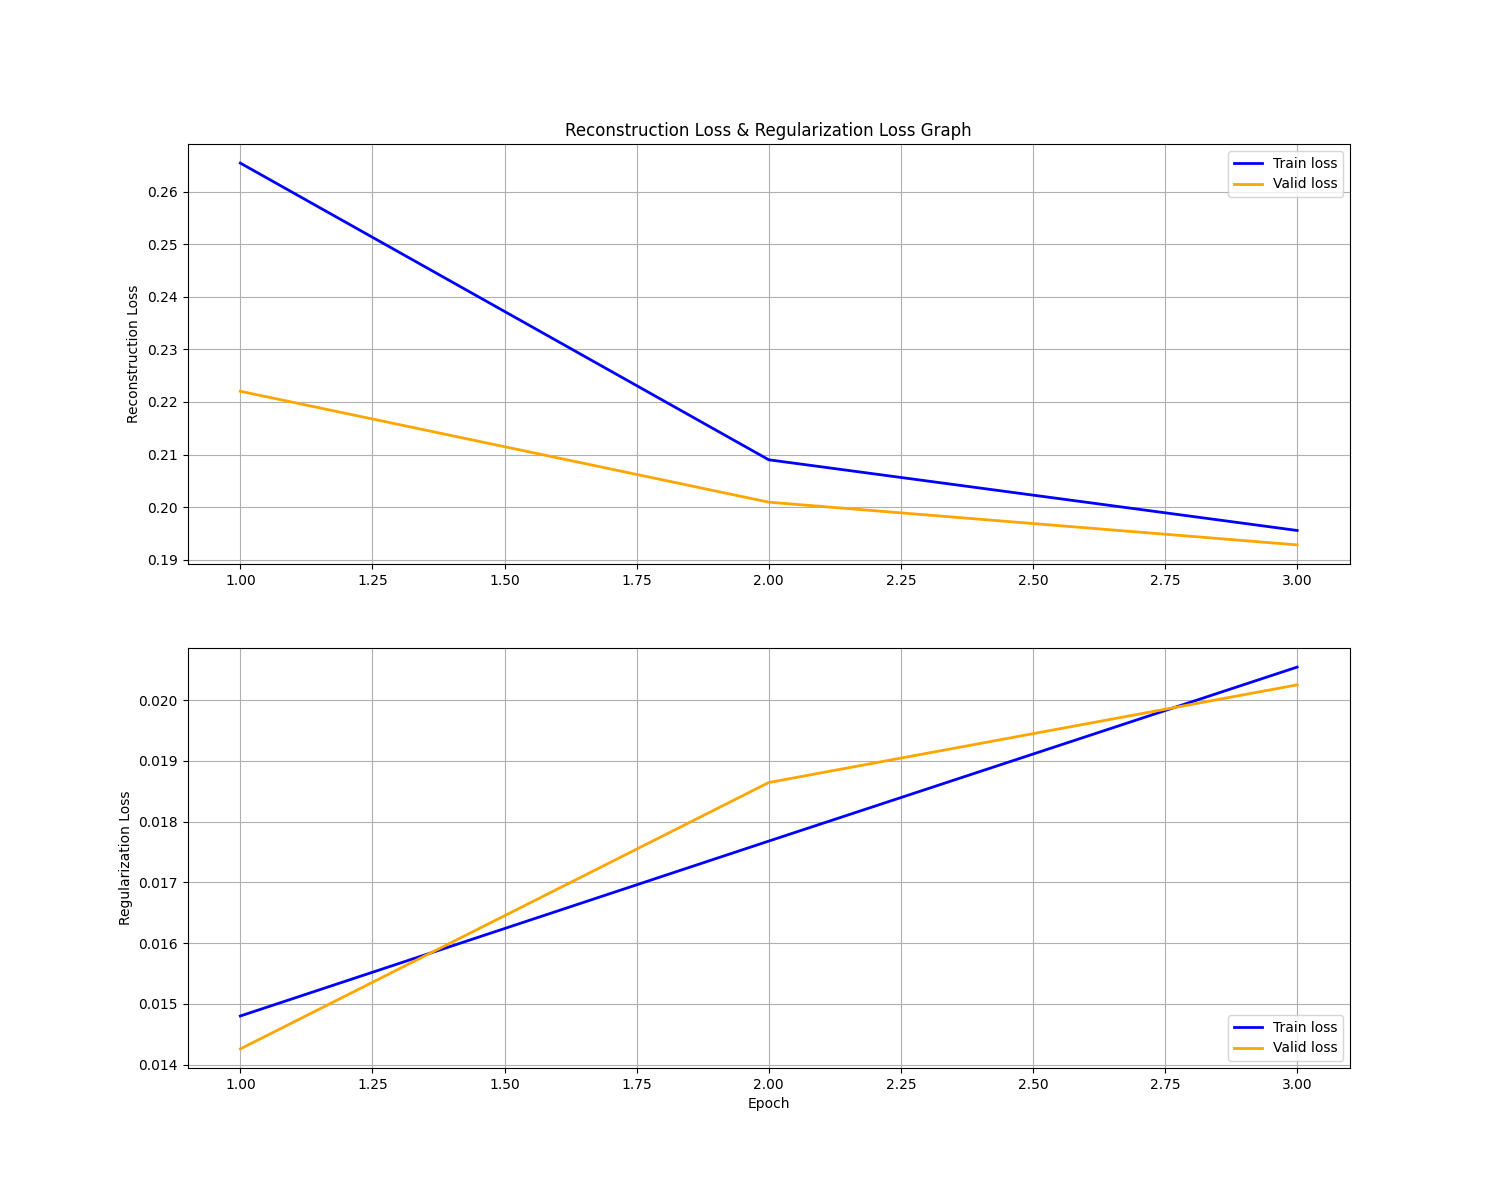 Reconstruction Loss & Regularization Loss Graph
Reconstruction Loss
0.26
0.25
0.24
0.23
0.22
0.21
0.20
0.19
Train loss
Valid loss
1.00 1.25 1.50 1.75 2.00 2.25 2.50 2.75 3.00
Regularization Loss
0.020
0.019
0.018
0.017
0.016
0.015
0.014
Train loss
Valid loss
1.00 1.25 1.50 1.75 2.00 2.25 2.50 2.75 3.00
Epoch